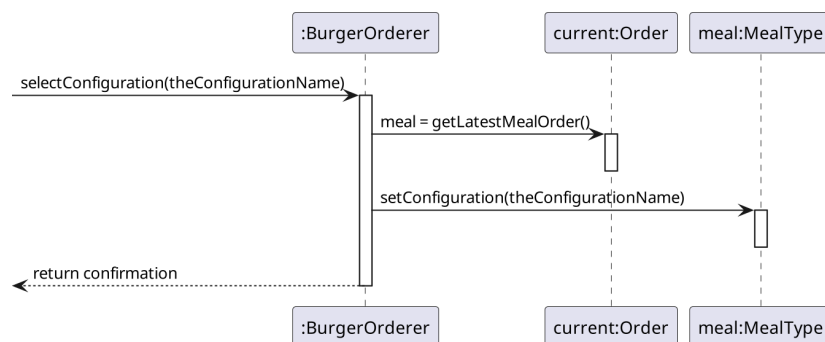 :BurgerOrderer
current:Order
meal:MealType
selectConfiguration(theConfigurationName)
meal = getLatestMealOrder()
setConfiguration(theConfigurationName)
return confirmation
:BurgerOrderer
current:Order
meal:MealType